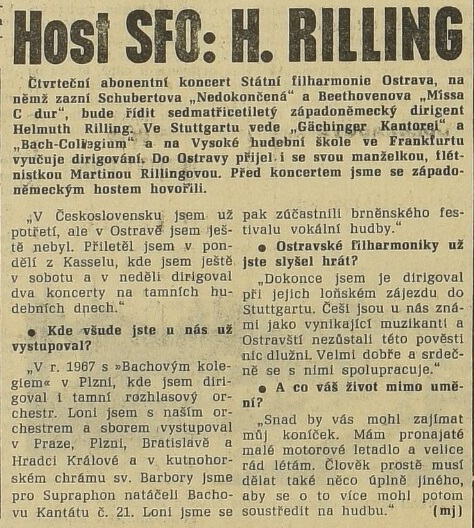 Host SFO: H. RILLING
Čtvrteční abonentní koncert Státní filharmonie Ostrava, na
němž zazní Schubertova „Nedokončená" a Beethovenova „Missa
C dur", bude řídit sedmatřicetiletý západoněmecký dirigent
Helmuth Rilling. Ve Stuttgartu vede „Gächinger Kantorei" a
„Bach-Collegium" a na Vysoké hudební škole ve Frankfurtu
vyučuje dirigování. Do Ostravy přijel i se svou manželkou, flét-
nistkou Martinou Rillingovou. Před koncertem jsme se západo-
německým hostem hovořili.
„V Československu jsem už
potřetí, ale v Ostravě jsem ješ-
tě nebyl. Přiletěl jsem v pon-
dělí z Kasselu, kde jsem ještě
v sobotu a v neděli dirigoval
dva koncerty na tamních hu-
debních dnech."
● Kde všude jste u nás už
vystupoval?
„V r. 1967 s »Bachovým kole-
giem« v Plzni, kde jsem diri-
goval i tamní rozhlasový or-
chestr. Loni jsem s naším or-
chestrem a sborem vystupoval
v Praze, Plzni, Bratislavě a
Hradci Králové a v kutnohor-
ském chrámu sv. Barbory jsme
pro Supraphon natáčeli Bacho-
vu Kantátu č. 21. Loni jsme se
pak zúčastnili brněnského fes-
tivalu vokální hudby."
● Ostravské filharmoniky už
jste slyšel hrát?
„Dokonce jsem je dirigoval
při jejich loňském zájezdu do
Stuttgartu. Češi jsou u nás zná-
mí jako vynikající muzikanti a
Ostravští nezůstali této pověsti
nic dlužni. Velmi dobře a srdeč-
ně se s nimi spolupracuje."
● A co váš život mimo umě-
ní?
„Snad by vás mohl zajímat
můj koníček. Mám pronajaté
malé motorové letadlo a velice
rád létám. Člověk prostě musí
dělat také něco úplně jiného,
aby se o to více mohl potom
soustředit na hudbu." (mj)